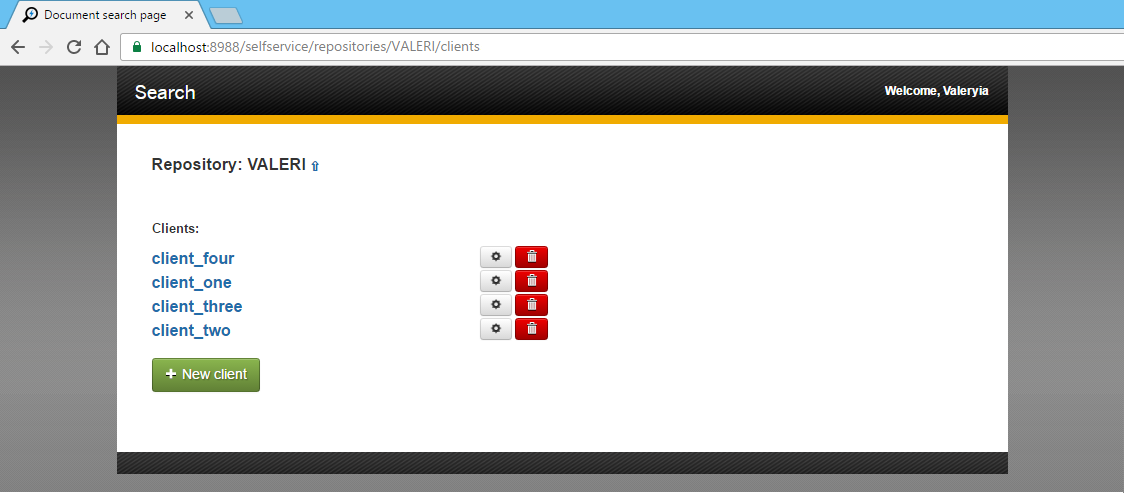 Document search page
localhost:8988/selfservice/repositories/VALERI/clients
Search
Welcome, Valeryia
Repository: VALERI
Clients:
client_four
client_one
client_three
client_two
New client